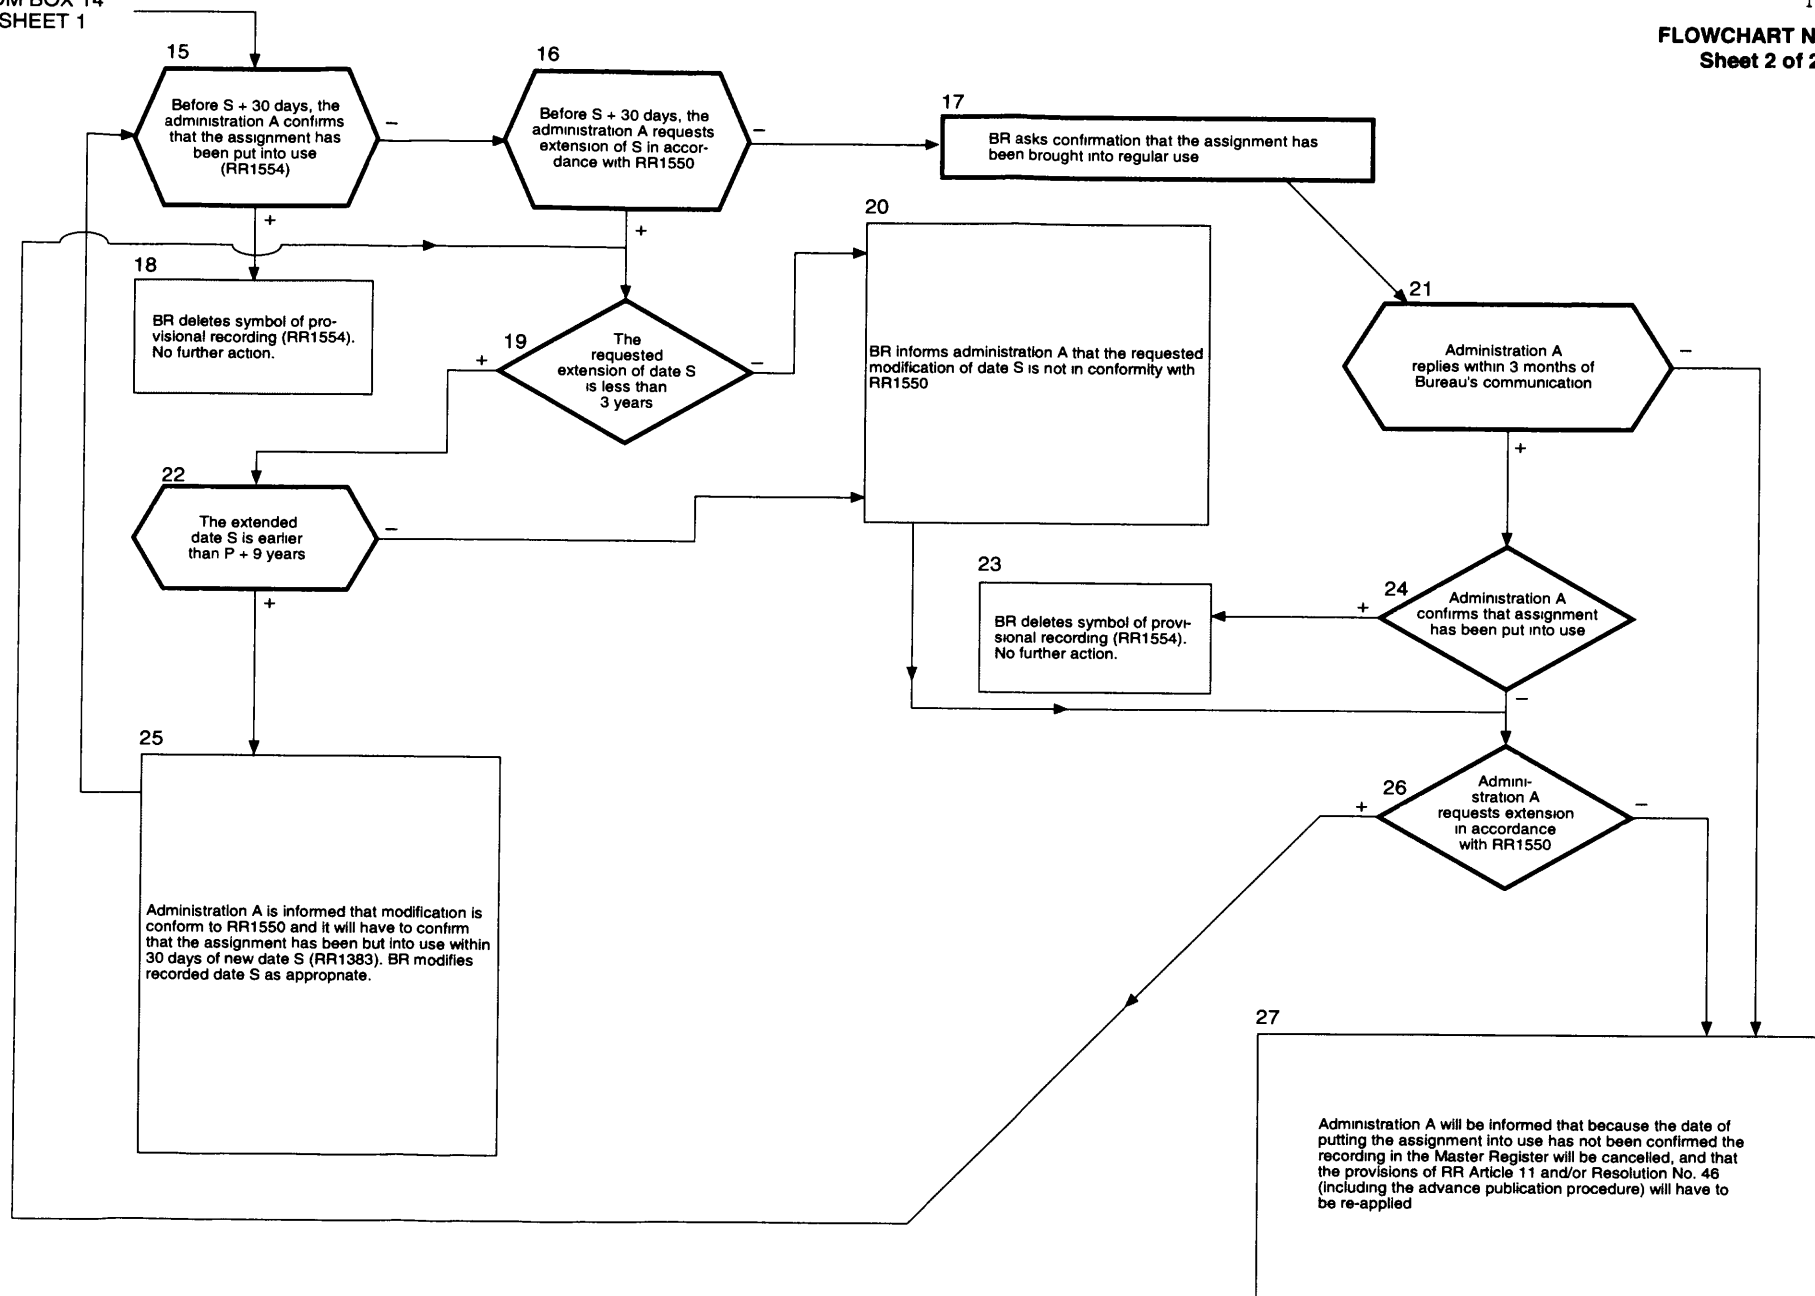 BOX 14
SHEET 1
FLOWCHART N
Sheet 2 of 2
15
Before S + 30 days, the
administration A confirms
that the assignment has
been put into use
(RR1554)
–
+
16
Before S + 30 days, the
administration A requests
extension of S in accor-
dance with RR1550
–
+
17
BR asks confirmation that the assignment has
been brought into regular use
18
BR deletes symbol of pro-
visional recording (RR1554).
No further action.
19
The
requested
extension of date S
is less than
3 years
+
–
20
BR informs administration A that the requested
modification of date S is not in conformity with
RR1550
21
Administration A
replies within 3 months of
Bureau's communication
–
+
22
The extended
date S is earlier
than P + 9 years
–
+
23
BR deletes symbol of provi-
sional recording (RR1554).
No further action.
24
Administration A
confirms that assignment
has been put into use
+
–
25
Administration A is informed that modification is
conform to RR1550 and it will have to confirm
that the assignment has been but into use within
30 days of new date S (RR1383). BR modifies
recorded date S as appropnate.
26
Admini-
stration A
requests extension
in accordance
with RR1550
+
–
27
Administration A will be informed that because the date of
putting the assignment into use has not been confirmed the
recording in the Master Register will be cancelled, and that
the provisions of RR Article 11 and/or Resolution No. 46
(including the advance publication procedure) will have to
be re-applied